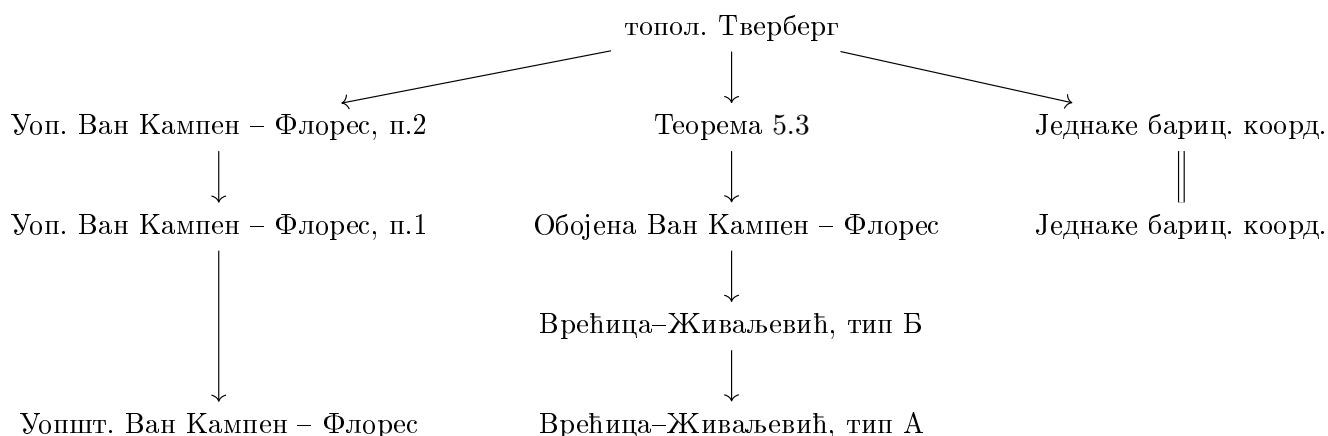 топол. Тверберг
Уоп. Ван Кампен – Флорес, п.2
Теорема 5.3
Једнаке бариц. коорд.
Уоп. Ван Кампен – Флорес, п.1
Обојена Ван Кампен – Флорес
Једнаке бариц. коорд.
Врећица–Живаљевић, тип Б
Уопшт. Ван Кампен – Флорес
Врећица–Живаљевић, тип А